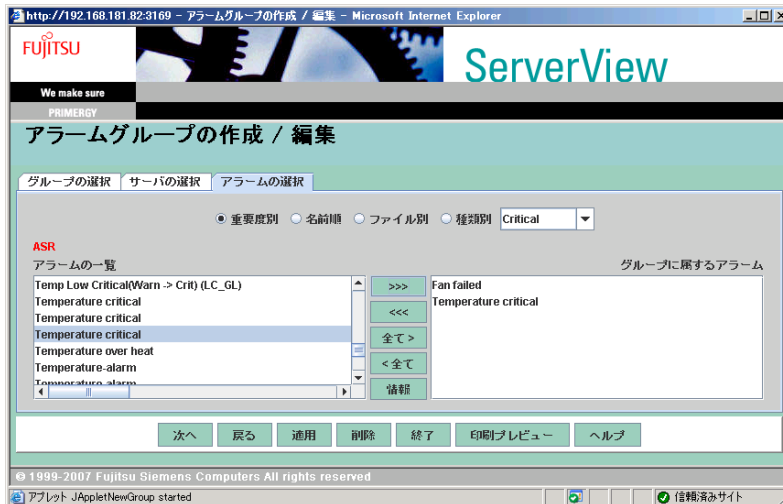 http://192.168.181.82:3169 - アラームグループの作成 / 編集 - Microsoft Internet Explorer
FUJITSU
ServerView
We make sure
PRIMERGY
アラームグループの作成 / 編集
グループの選択 サーバの選択 アラームの選択
重要度別 名前順 ファイル別 種類別 Critical
ASR
アラームの一覧 グループに属するアラーム
Temp Low Critical(Warn -> Crit) (LC_GL) >>> Fan failed
Temperature critical Temperature critical
Temperature critical <<<
Temperature critical 全て >
Temperature over heat
Temperature-alarm < 全て
Temperature-alarm
情報
次へ 戻る 適用 削除 終了 印刷プレビュー ヘルプ
© 1999-2007 Fujitsu Siemens Computers All rights reserved
アプレット JAppletNewGroup started 信頼済みサイト